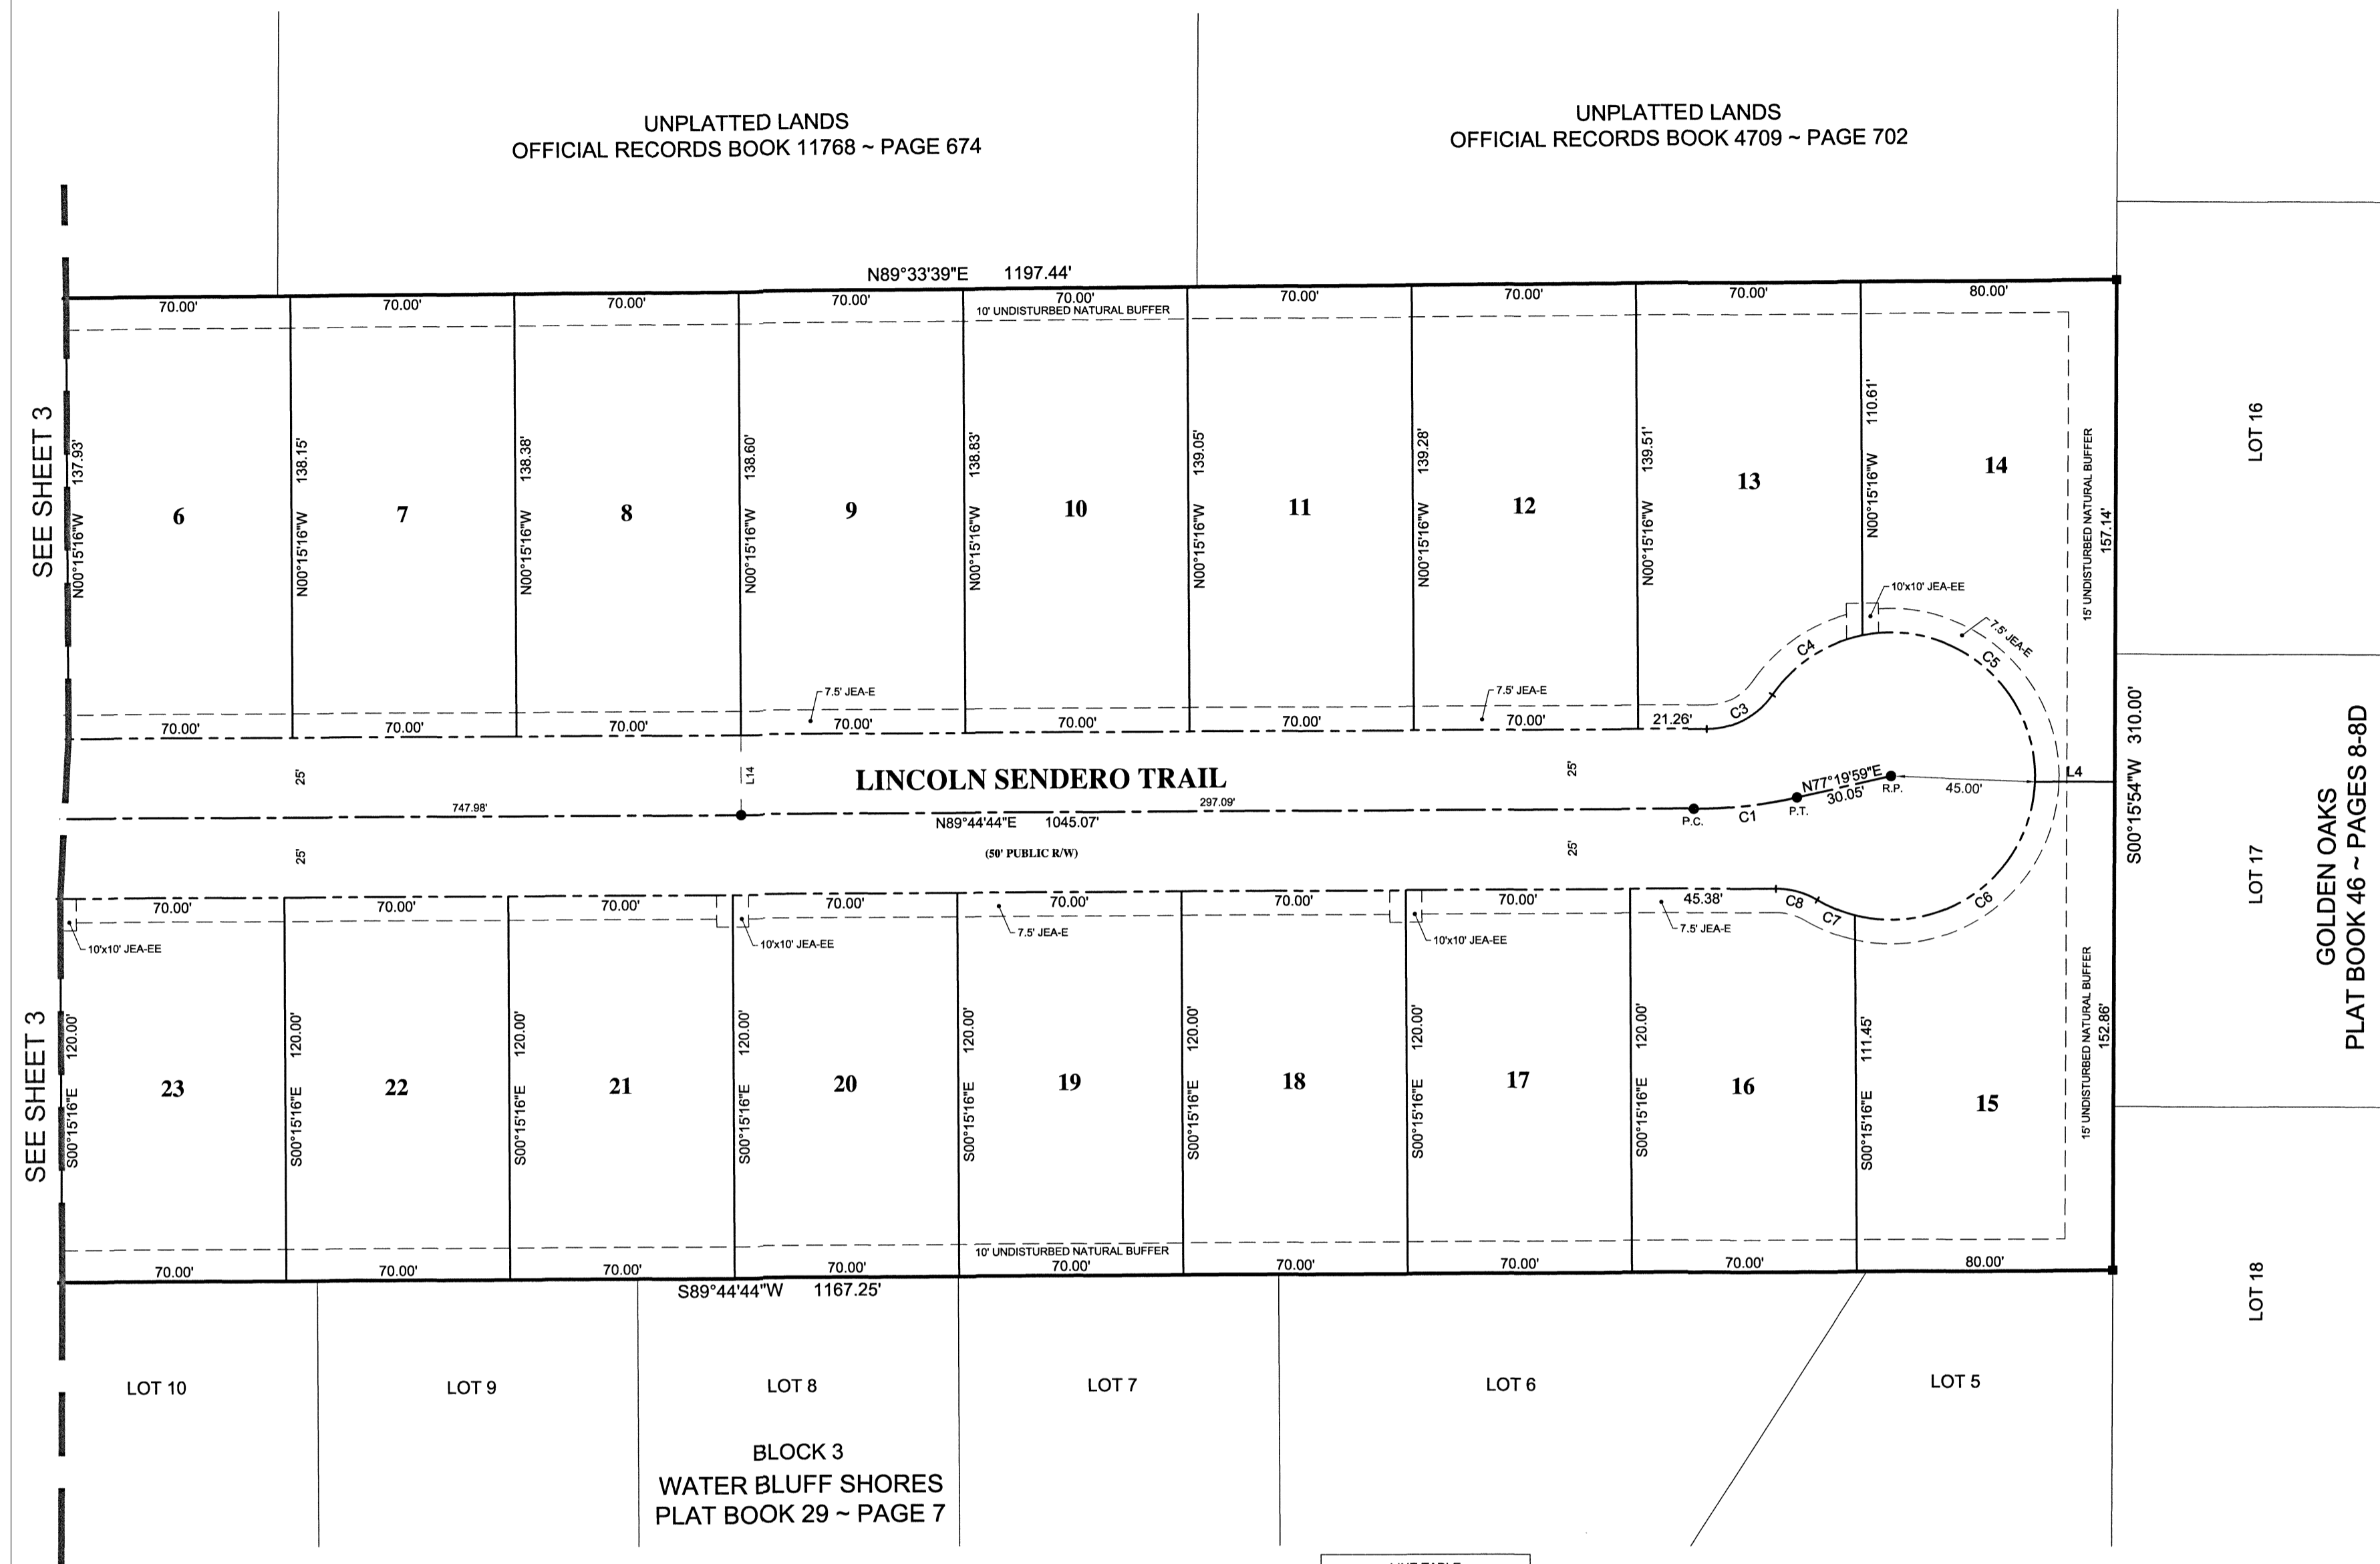 UNPLATTED LANDS
OFFICIAL RECORDS BOOK 11768 ~ PAGE 674
UNPLATTED LANDS
OFFICIAL RECORDS BOOK 4709 ~ PAGE 702
N89°33'39"E 1197.44'
70.00' 70.00' 70.00' 70.00' 70.00' 70.00' 70.00' 70.00' 80.00'
10' UNDISTURBED NATURAL BUFFER
SEE SHEET 3
N00°15'16"W 137.93'
6
N00°15'16"W 138.15'
7
N00°15'16"W 138.38'
8
N00°15'16"W 138.60'
9
N00°15'16"W 138.83'
10
N00°15'16"W 139.05'
11
N00°15'16"W 139.28'
12
N00°15'16"W 139.51'
13
N00°15'16"W 110.61'
14
15' UNDISTURBED NATURAL BUFFER
157.14'
LOT 16
10'x10' JEA-EE
7.5' JEA-E
C5
C4
C3
7.5' JEA-E
7.5' JEA-E
70.00' 70.00' 70.00' 70.00' 70.00' 70.00' 70.00' 21.26'
25'
L14
LINCOLN SENDERO TRAIL
25'
N77°19'59"E
30.05'
R.P.
45.00'
L4
747.98'
297.09'
N89°44'44"E 1045.07'
P.C.
C1
P.T.
(50' PUBLIC R/W)
25'
25'
S00°15'54"W 310.00'
LOT 17
GOLDEN OAKS
PLAT BOOK 46 ~ PAGES 8-8D
70.00' 70.00' 70.00' 70.00' 70.00' 70.00' 70.00' 45.38'
C8
C7
C6
10'x10' JEA-EE
10'x10' JEA-EE
7.5' JEA-E
10'x10' JEA-EE
7.5' JEA-E
SEE SHEET 3
S00°15'16"E 120.00'
23
S00°15'16"E 120.00'
22
S00°15'16"E 120.00'
21
S00°15'16"E 120.00'
20
S00°15'16"E 120.00'
19
S00°15'16"E 120.00'
18
S00°15'16"E 120.00'
17
S00°15'16"E 120.00'
16
S00°15'16"E 111.45'
15
15' UNDISTURBED NATURAL BUFFER
152.86'
10' UNDISTURBED NATURAL BUFFER
70.00' 70.00' 70.00' 70.00' 70.00' 70.00' 70.00' 70.00' 80.00'
S89°44'44"W 1167.25'
LOT 18
LOT 10
LOT 9
LOT 8
LOT 7
LOT 6
LOT 5
BLOCK 3
WATER BLUFF SHORES
PLAT BOOK 29 ~ PAGE 7